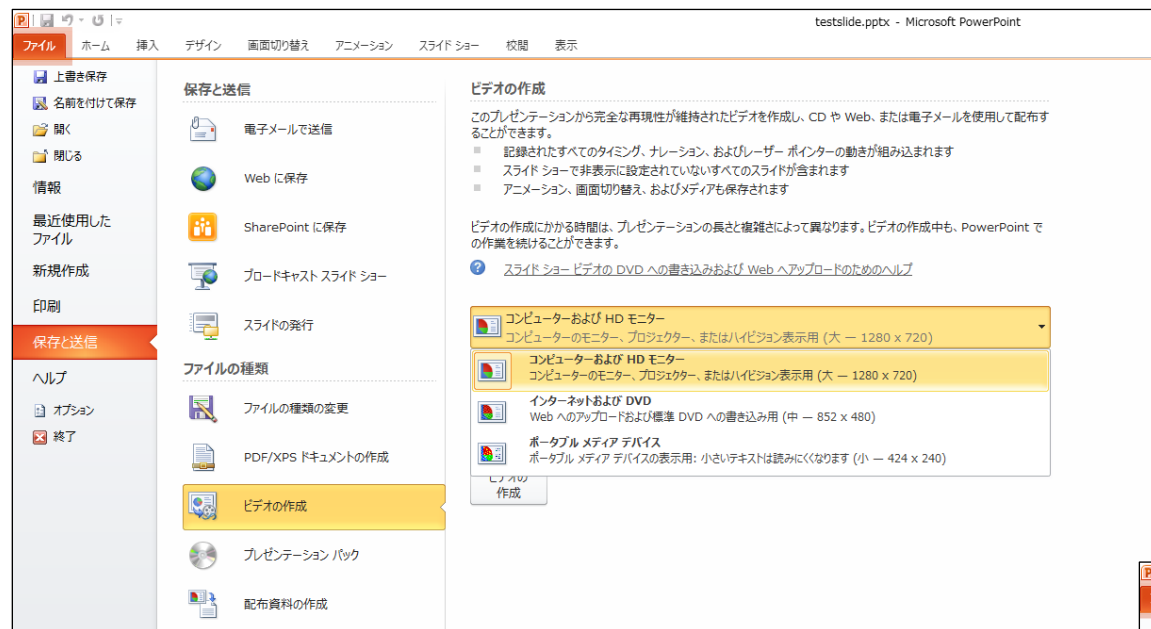 testslide.pptx - Microsoft PowerPoint
ファイル ホーム 挿入 デザイン 画面切り替え アニメーション スライド ショー 校閲 表示
上書き保存
名前を付けて保存
開く
閉じる
情報
最近使用した
ファイル
新規作成
印刷
保存と送信
ヘルプ
オプション
終了
保存と送信
電子メールで送信
Web に保存
SharePoint に保存
ブロードキャスト スライド ショー
スライドの発行
ファイルの種類
ファイルの種類の変更
PDF/XPS ドキュメントの作成
ビデオの作成
プレゼンテーション パック
配布資料の作成
ビデオの作成
このプレゼンテーションから完全な再現性が維持されたビデオを作成し、CD や Web、または電子メールを使用して配布す
ることができます。
記録されたすべてのタイミング、ナレーション、およびレーザー ポインターの動きが組み込まれます
スライド ショーで非表示に設定されていないすべてのスライドが含まれます
アニメーション、画面切り替え、およびメディアも保存されます
ビデオの作成にかかる時間は、プレゼンテーションの長さと複雑さによって異なります。ビデオの作成中も、PowerPoint で
の作業を続けることができます。
スライド ショー ビデオの DVD への書き込みおよび Web へアップロードのためのヘルプ
コンピューターおよび HD モニター
コンピューターのモニター、プロジェクター、またはハイビジョン表示用 (大 — 1280 x 720)
コンピューターおよび HD モニター
コンピューターのモニター、プロジェクター、またはハイビジョン表示用 (大 — 1280 x 720)
インターネットおよび DVD
Web へのアップロードおよび標準 DVD への書き込み用 (中 — 852 x 480)
ポータブル メディア デバイス
ポータブル メディア デバイスの表示用: 小さいテキストは読みにくくなります (小 — 424 x 240)
ビデオの
作成